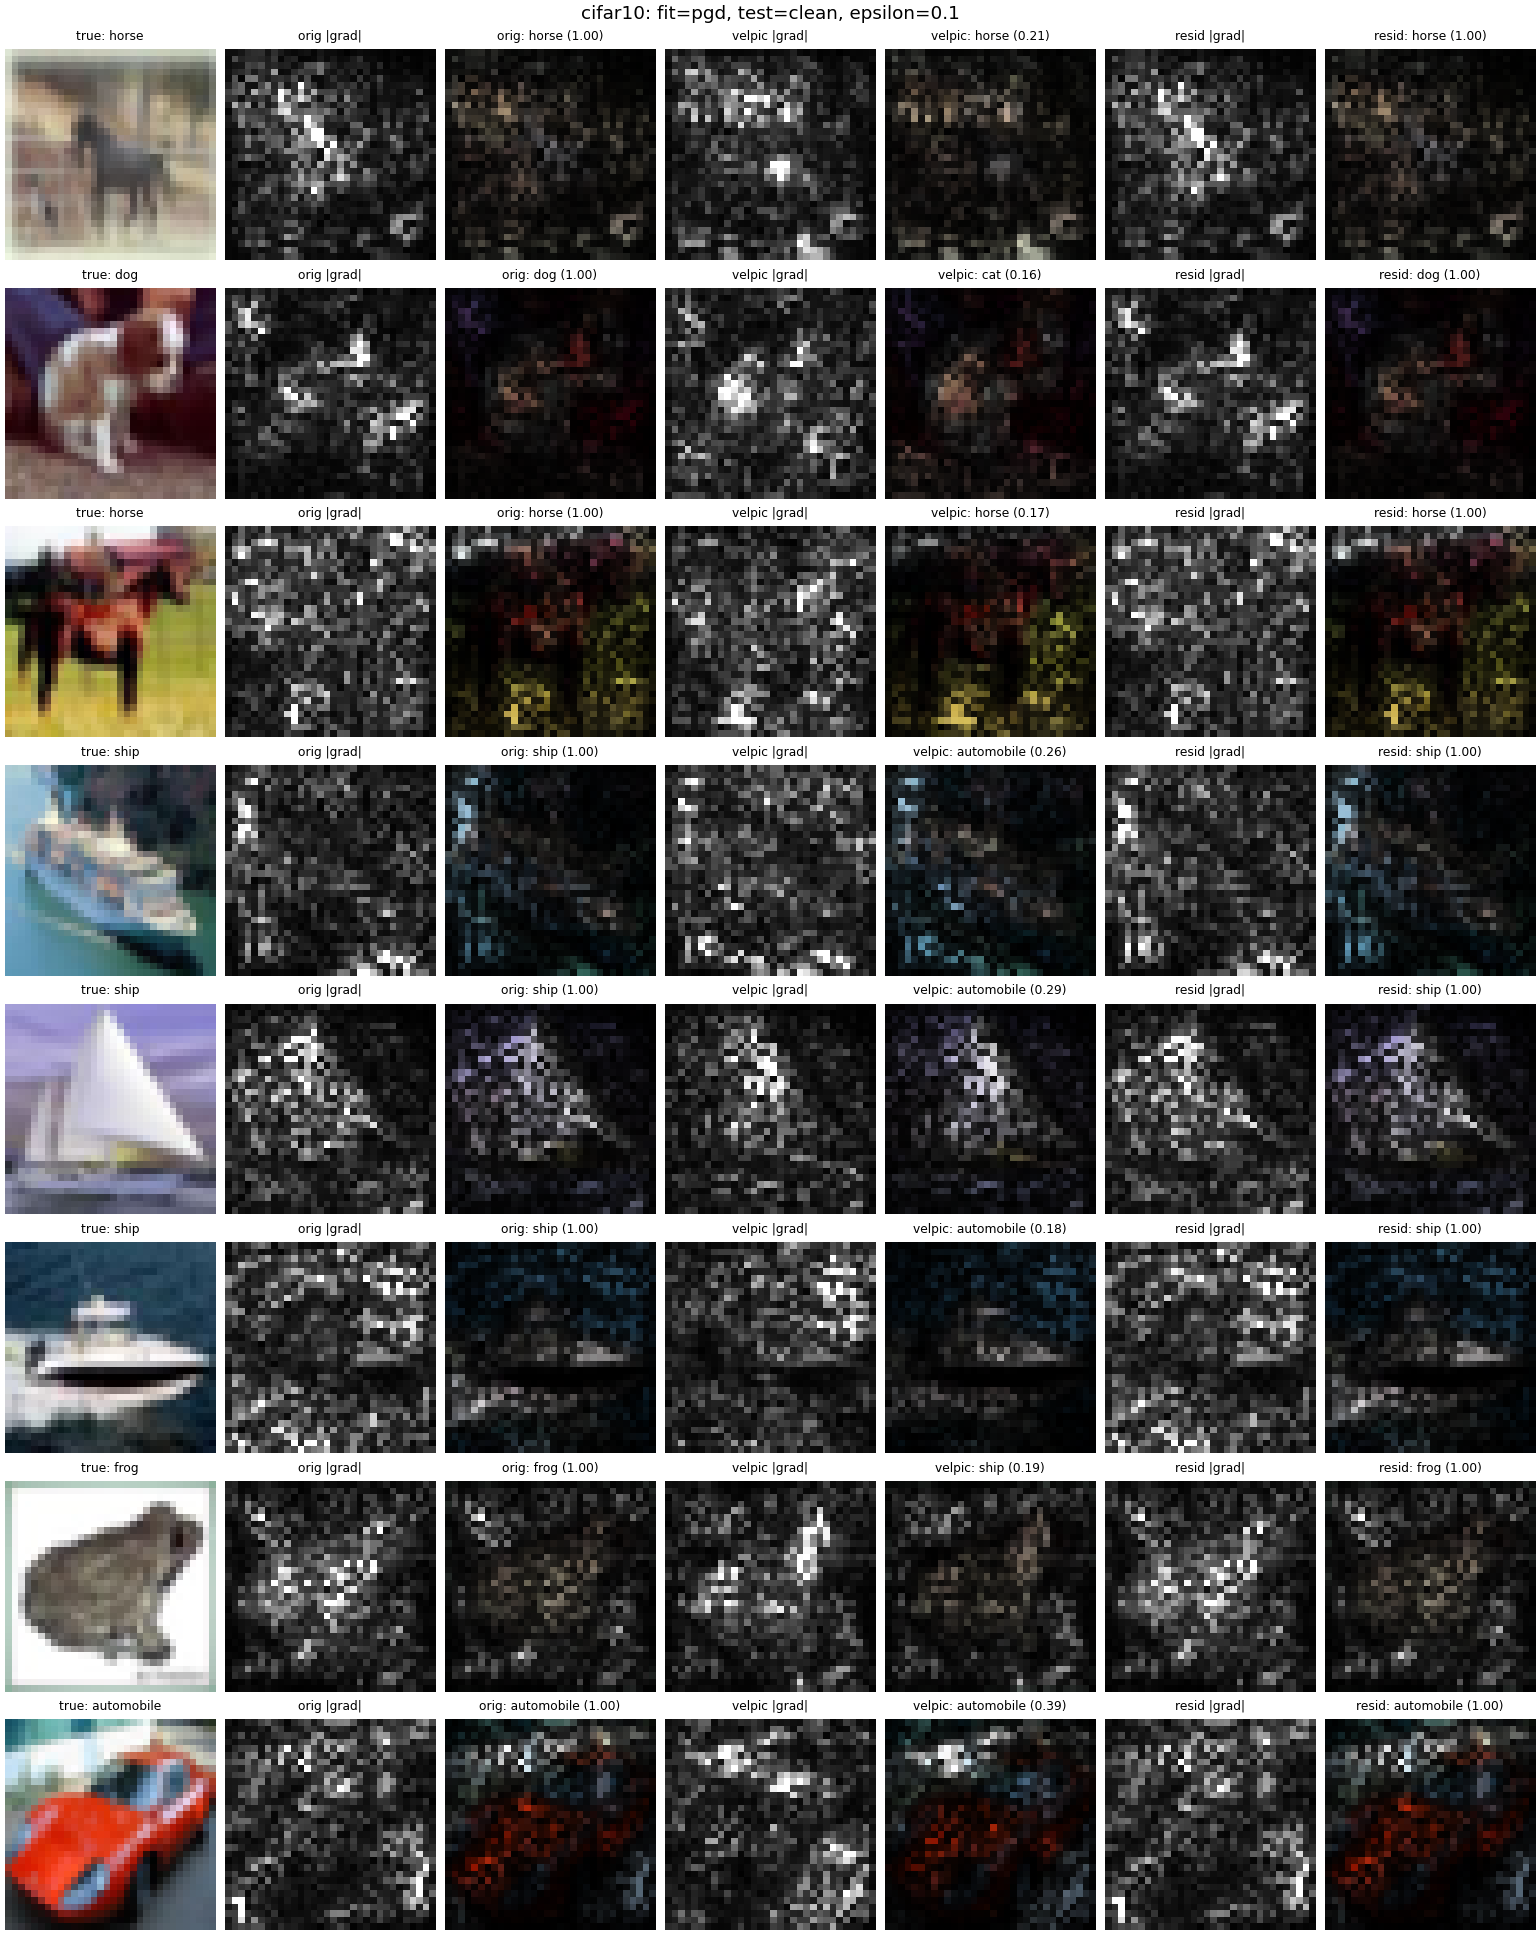 cifar10: fit=pgd, test=clean, epsilon=0.1
true: horse orig |grad| orig: horse (1.00) velpic |grad| velpic: horse (0.21) resid |grad| resid: horse (1.00)
true: dog orig |grad| orig: dog (1.00) velpic |grad| velpic: cat (0.16) resid |grad| resid: dog (1.00)
true: horse orig |grad| orig: horse (1.00) velpic |grad| velpic: horse (0.17) resid |grad| resid: horse (1.00)
true: ship orig |grad| orig: ship (1.00) velpic |grad| velpic: automobile (0.26) resid |grad| resid: ship (1.00)
true: ship orig |grad| orig: ship (1.00) velpic |grad| velpic: automobile (0.29) resid |grad| resid: ship (1.00)
true: ship orig |grad| orig: ship (1.00) velpic |grad| velpic: automobile (0.18) resid |grad| resid: ship (1.00)
true: frog orig |grad| orig: frog (1.00) velpic |grad| velpic: ship (0.19) resid |grad| resid: frog (1.00)
true: automobile orig |grad| orig: automobile (1.00) velpic |grad| velpic: automobile (0.39) resid |grad| resid: automobile (1.00)